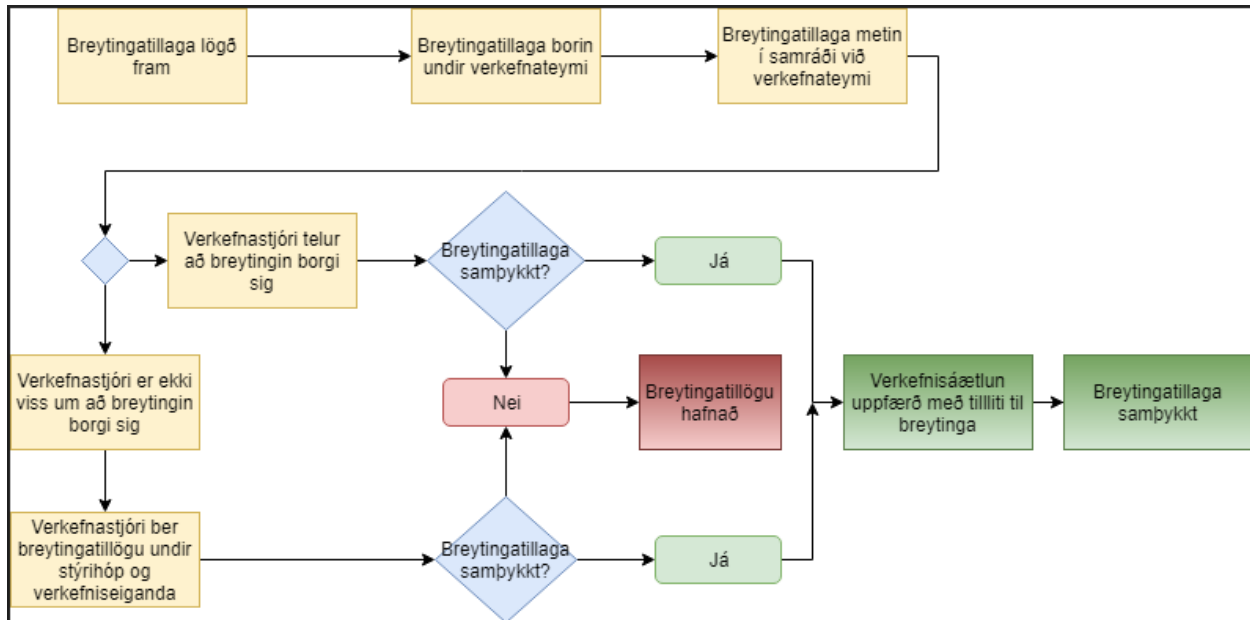 Breytingatillaga lögð
fram
Breytingatillaga borin
undir verkefnateymi
Breytingatillaga metin
í samráði við
verkefnateymi
Verkefnastjóri telur
að breytingin borgi
sig
Breytingatillaga
samþykkt?
Já
Verkefnastjóri er ekki
viss um að breytingin
borgi sig
Nei
Breytingatillögu
hafnað
Verkefnisáætlun
uppfærð með tillliti til
breytinga
Breytingatillaga
samþykkt
Verkefnastjóri ber
breytingatillögu undir
stýrihóp og
verkefniseiganda
Breytingatillaga
samþykkt?
Já